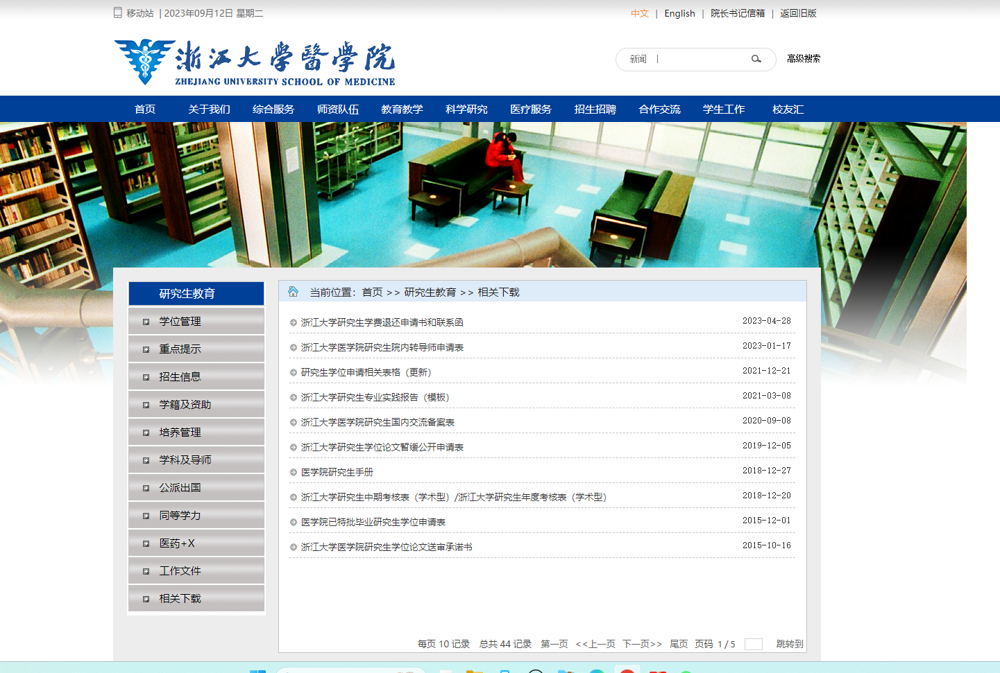 移动站 | 2023年09月12日 星期二
中文 | English | 院长书记信箱 | 返回旧版
浙江大学醫學院
ZHEJIANG UNIVERSITY SCHOOL OF MEDICINE
新闻 | 高级搜索
首页 关于我们 综合服务 师资队伍 教育教学 科学研究 医疗服务 招生招聘 合作交流 学生工作 校友汇
研究生教育
学位管理
重点提示
招生信息
学籍及资助
培养管理
学科及导师
公派出国
同等学力
医药+X
工作文件
相关下载
当前位置：首页 >> 研究生教育 >> 相关下载
浙江大学研究生学费退还申请书和联系函 2023-04-28
浙江大学医学院研究生院内转导师申请表 2023-01-17
研究生学位申请相关表格（更新） 2021-12-21
浙江大学研究生专业实践报告（模板） 2021-03-08
浙江大学医学院研究生国内交流备案表 2020-09-08
浙江大学研究生学位论文暂缓公开申请表 2019-12-05
医学院研究生手册 2018-12-27
浙江大学研究生中期考核表（学术型）/浙江大学研究生年度考核表（学术型） 2018-12-20
医学院已特批毕业研究生学位申请表 2015-12-01
浙江大学医学院研究生学位论文送审承诺书 2015-10-16
每页 10 记录 总共 44 记录 第一页 <<上一页 下一页>> 尾页 页码 1 / 5 跳转到